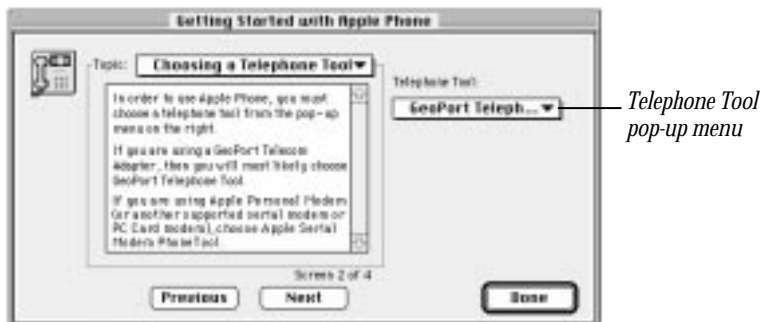 Getting Started with Apple Phone
Topic: Choosing a Telephone Tool
Telephone Tool:
GeoPort Teleph...
In order to use Apple Phone, you must
choose a telephone tool from the pop-up
menu on the right.
If you are using a GeoPort Telecom
Adapter, then you will most likely choose
GeoPort Telephone Tool.
If you are using Apple Personal Modem
(or another supported serial modem or
PC Card modem), choose Apple Serial
Modem PhoneTool.
Screen 2 of 4
Previous
Next
Done
Telephone Tool
pop-up menu